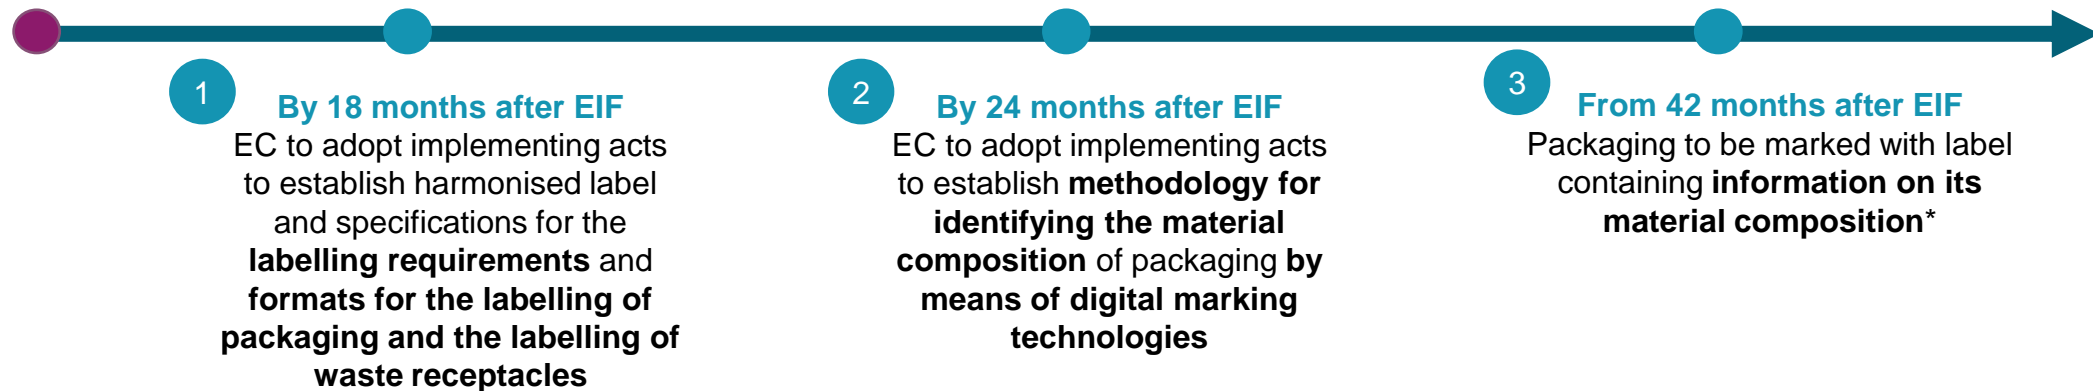 1
By 18 months after EIF
EC to adopt implementing acts
to establish harmonised label
and specifications for the
labelling requirements and
formats for the labelling of
packaging and the labelling of
waste receptacles
2
By 24 months after EIF
EC to adopt implementing acts
to establish methodology for
identifying the material
composition of packaging by
means of digital marking
technologies
3
From 42 months after EIF
Packaging to be marked with label
containing information on its
material composition*